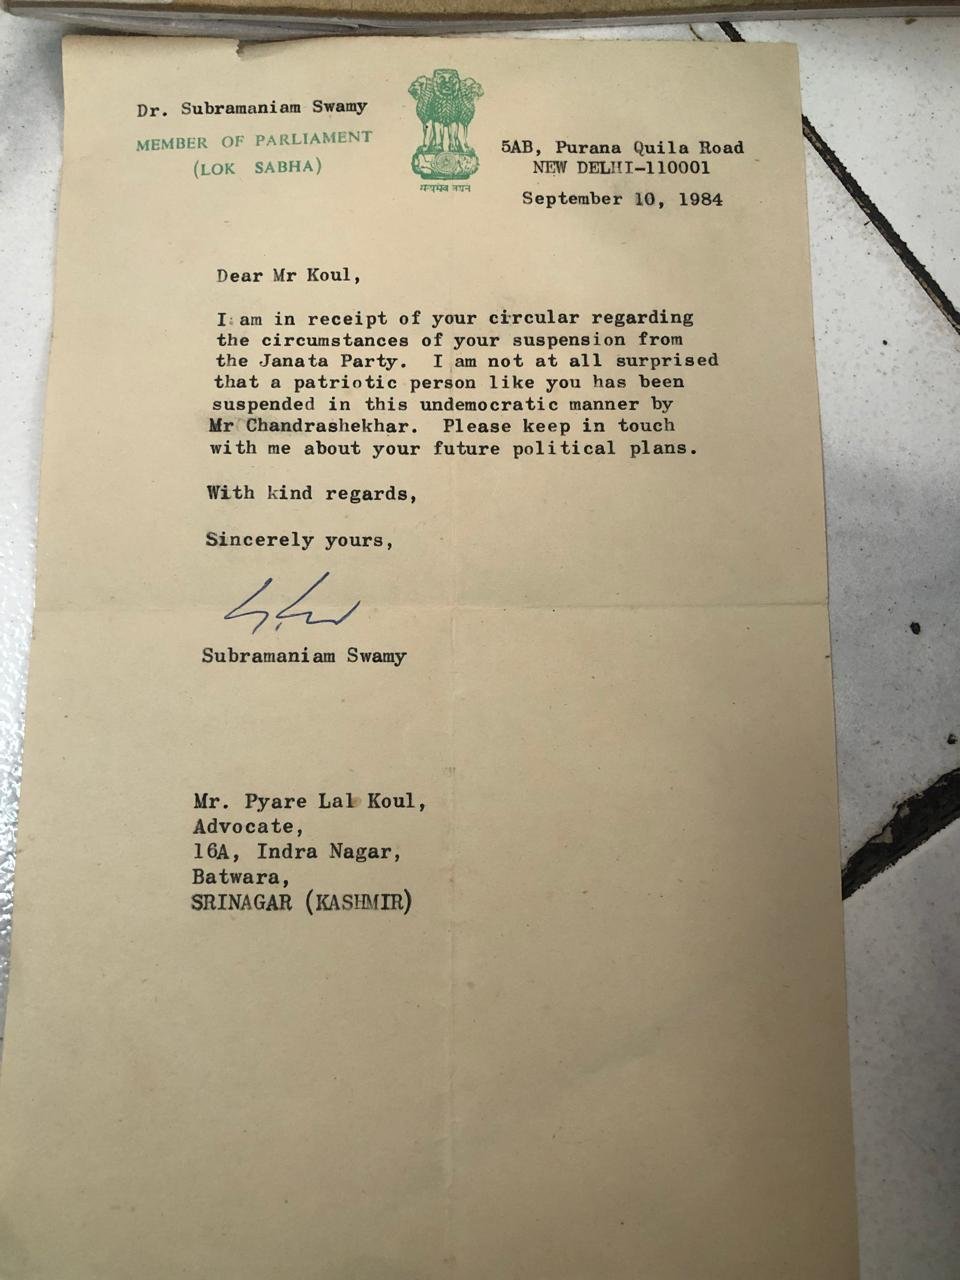 Dr. Subramaniam Swamy
MEMBER OF PARLIAMENT
(LOK SABHA)
सत्यमेव जयते
5AB, Purana Quila Road
NEW DELHI-110001
September 10, 1984
Dear Mr Koul,
I am in receipt of your circular regarding
the circumstances of your suspension from
the Janata Party. I am not at all surprised
that a patriotic person like you has been
suspended in this undemocratic manner by
Mr Chandrashekhar. Please keep in touch
with me about your future political plans.
With kind regards,
Sincerely yours,
Subramaniam Swamy
Mr. Pyare Lal Koul,
Advocate,
16A, Indra Nagar,
Batwara,
SRINAGAR (KASHMIR)